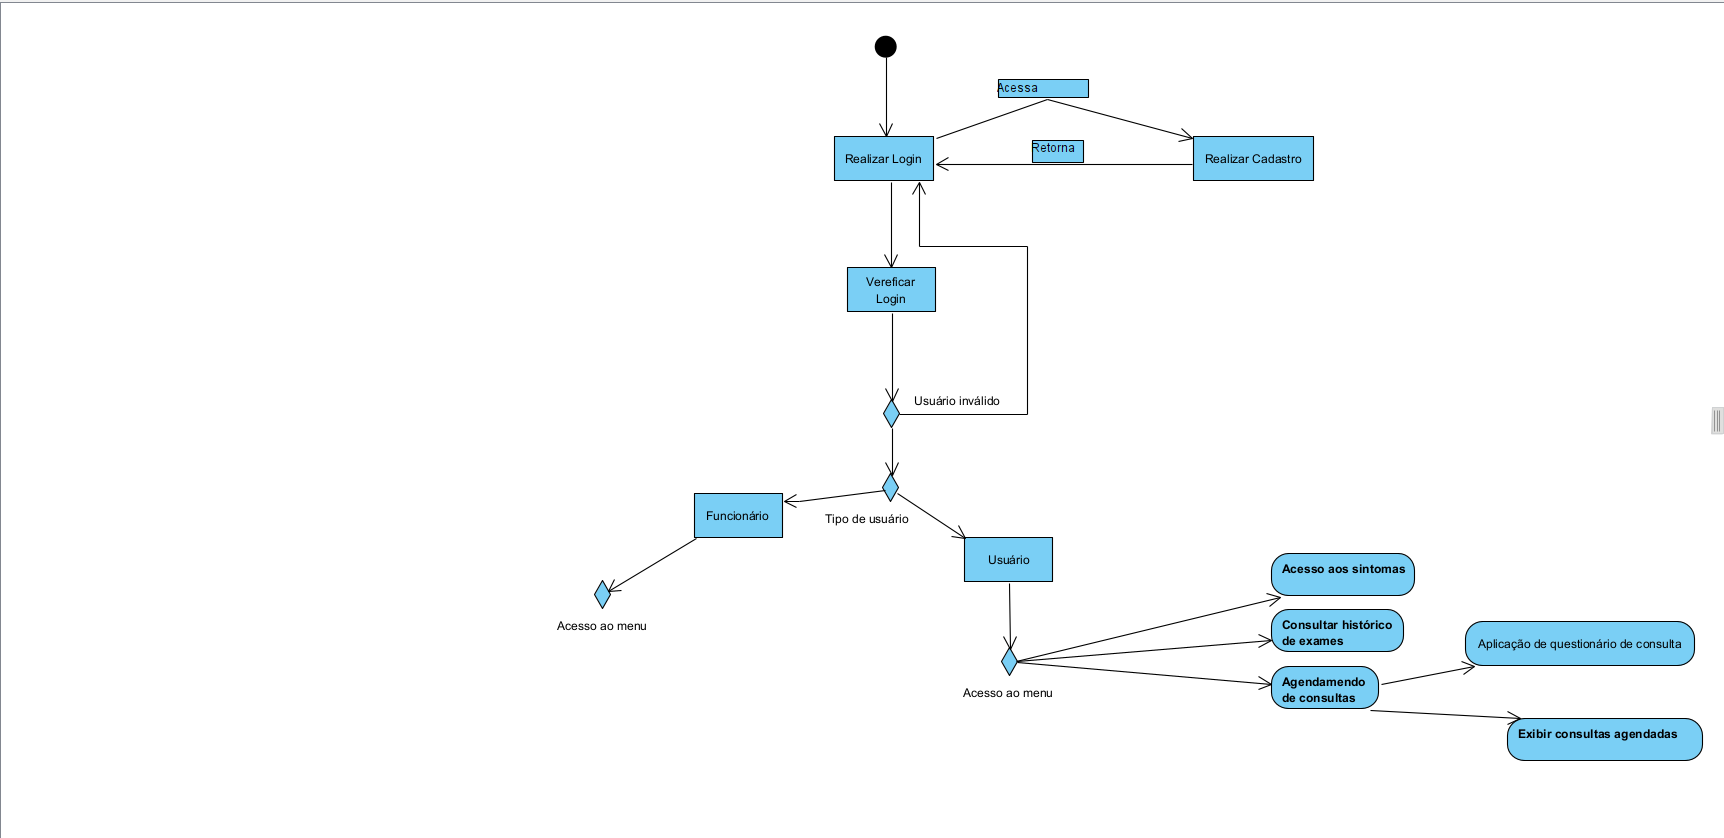 Acessa
Retorna
Realizar Login
Realizar Cadastro
Vereficar
Login
Usuário inválido
Funcionário
Tipo de usuário
Usuário
Acesso ao menu
Acesso ao menu
Acesso aos sintomas
Consultar histórico
de exames
Agendamendo
de consultas
Aplicação de questionário de consulta
Exibir consultas agendadas